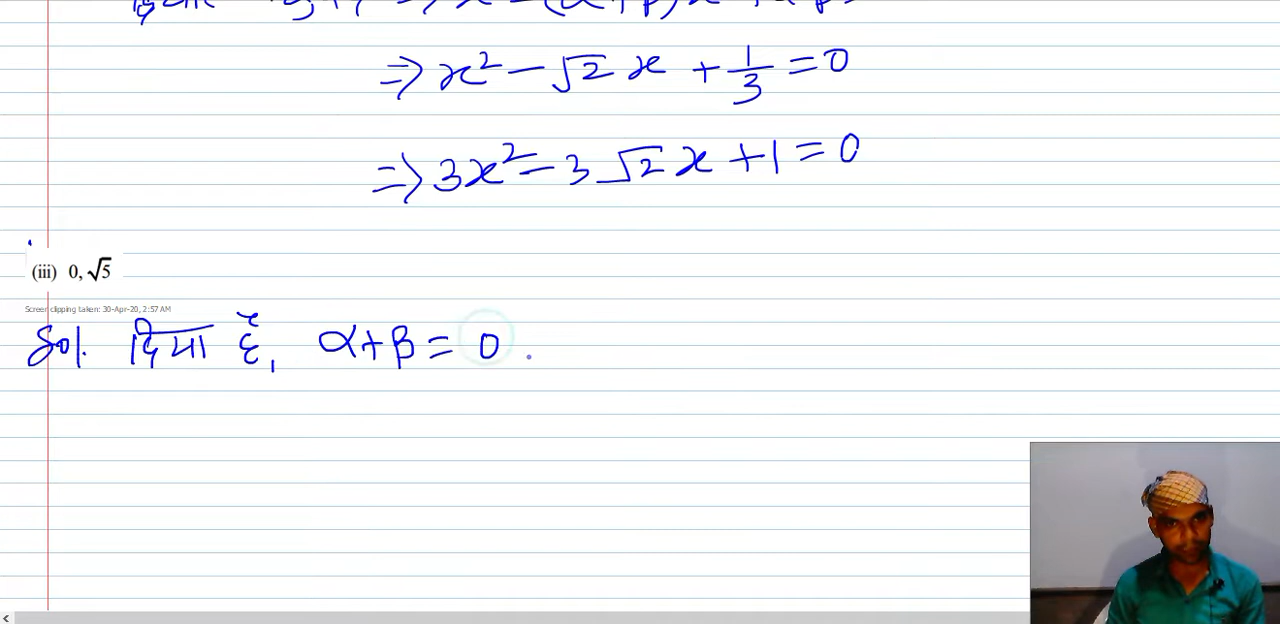 ⇒ x² - √2 x + 1/3 = 0
⇒ 3x² - 3√2 x + 1 = 0
(iii) 0, √5
Screen clipping taken: 30-Apr-20, 2:57 AM
Sol. दिया है, α+β = 0